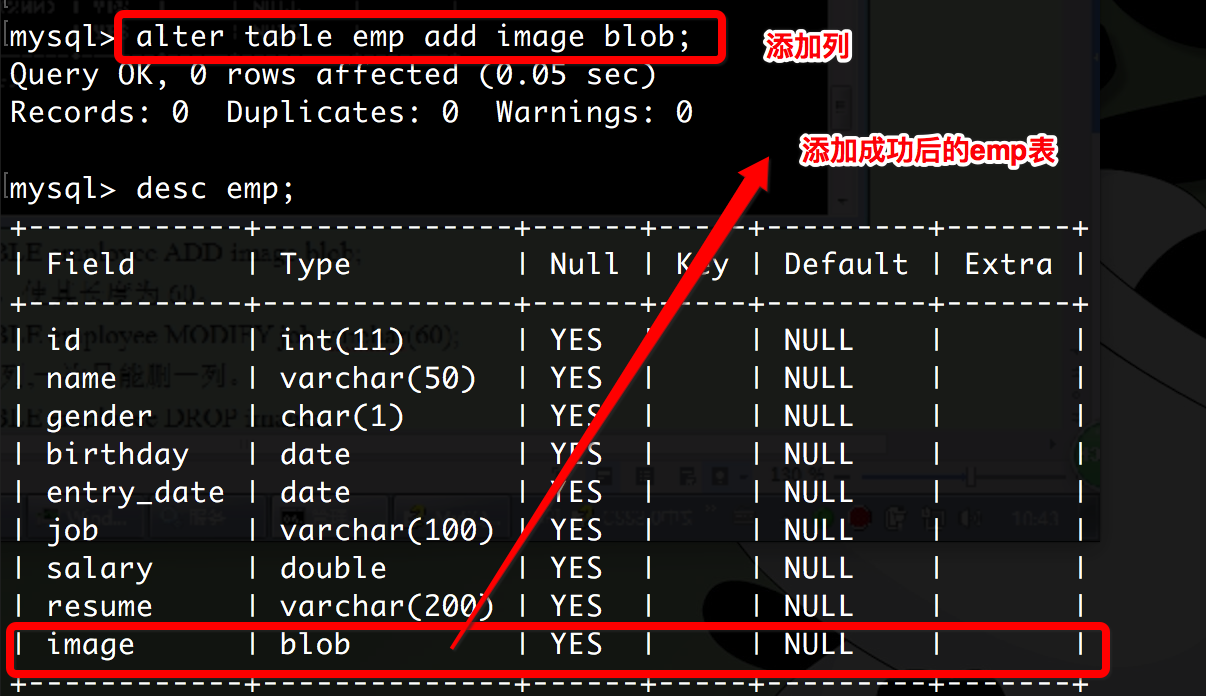 mysql> alter table emp add image blob;
添加列
Query OK, 0 rows affected (0.05 sec)
Records: 0  Duplicates: 0  Warnings: 0
添加成功后的emp表
mysql> desc emp;
+------------+--------------+------+-----+---------+-------+
| Field      | Type         | Null | Key | Default | Extra |
+------------+--------------+------+-----+---------+-------+
| id         | int(11)      | YES  |     | NULL    |       |
| name       | varchar(50)  | YES  |     | NULL    |       |
| gender     | char(1)      | YES  |     | NULL    |       |
| birthday   | date         | YES  |     | NULL    |       |
| entry_date | date         | YES  |     | NULL    |       |
| job        | varchar(100) | YES  |     | NULL    |       |
| salary     | double       | YES  |     | NULL    |       |
| resume     | varchar(200) | YES  |     | NULL    |       |
| image      | blob         | YES  |     | NULL    |       |
+------------+--------------+------+-----+---------+-------+